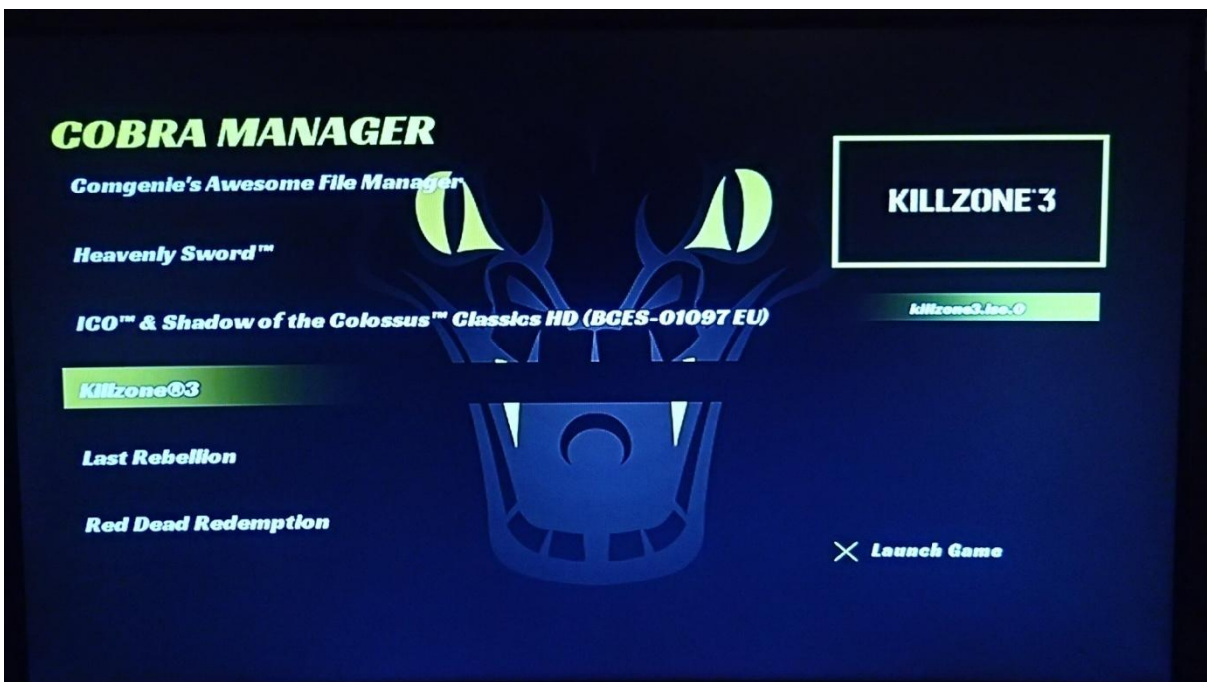 COBRA MANAGER
Comgenie's Awesome File Manager
Heavenly Sword™
ICO™ & Shadow of the Colossus™ Classics HD (BCES-01097 EU)
Killzone®3
Last Rebellion
Red Dead Redemption
KILLZONE 3
killzone3.iso.0
Launch Game